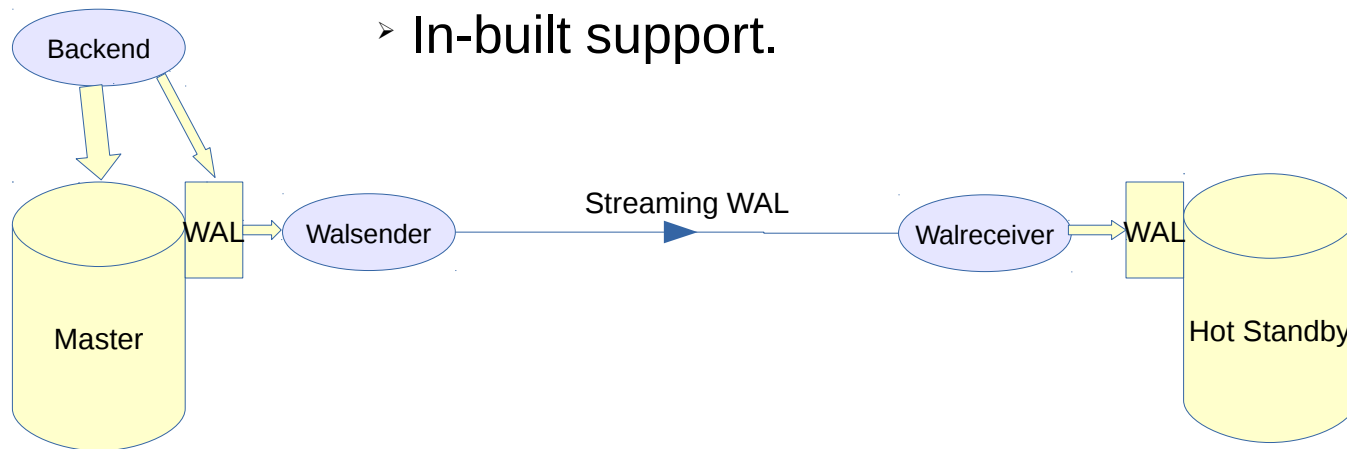 Backend
➢ In-built support.
Streaming WAL
WAL
Walsender
Walreceiver
WAL
Master
Hot Standby